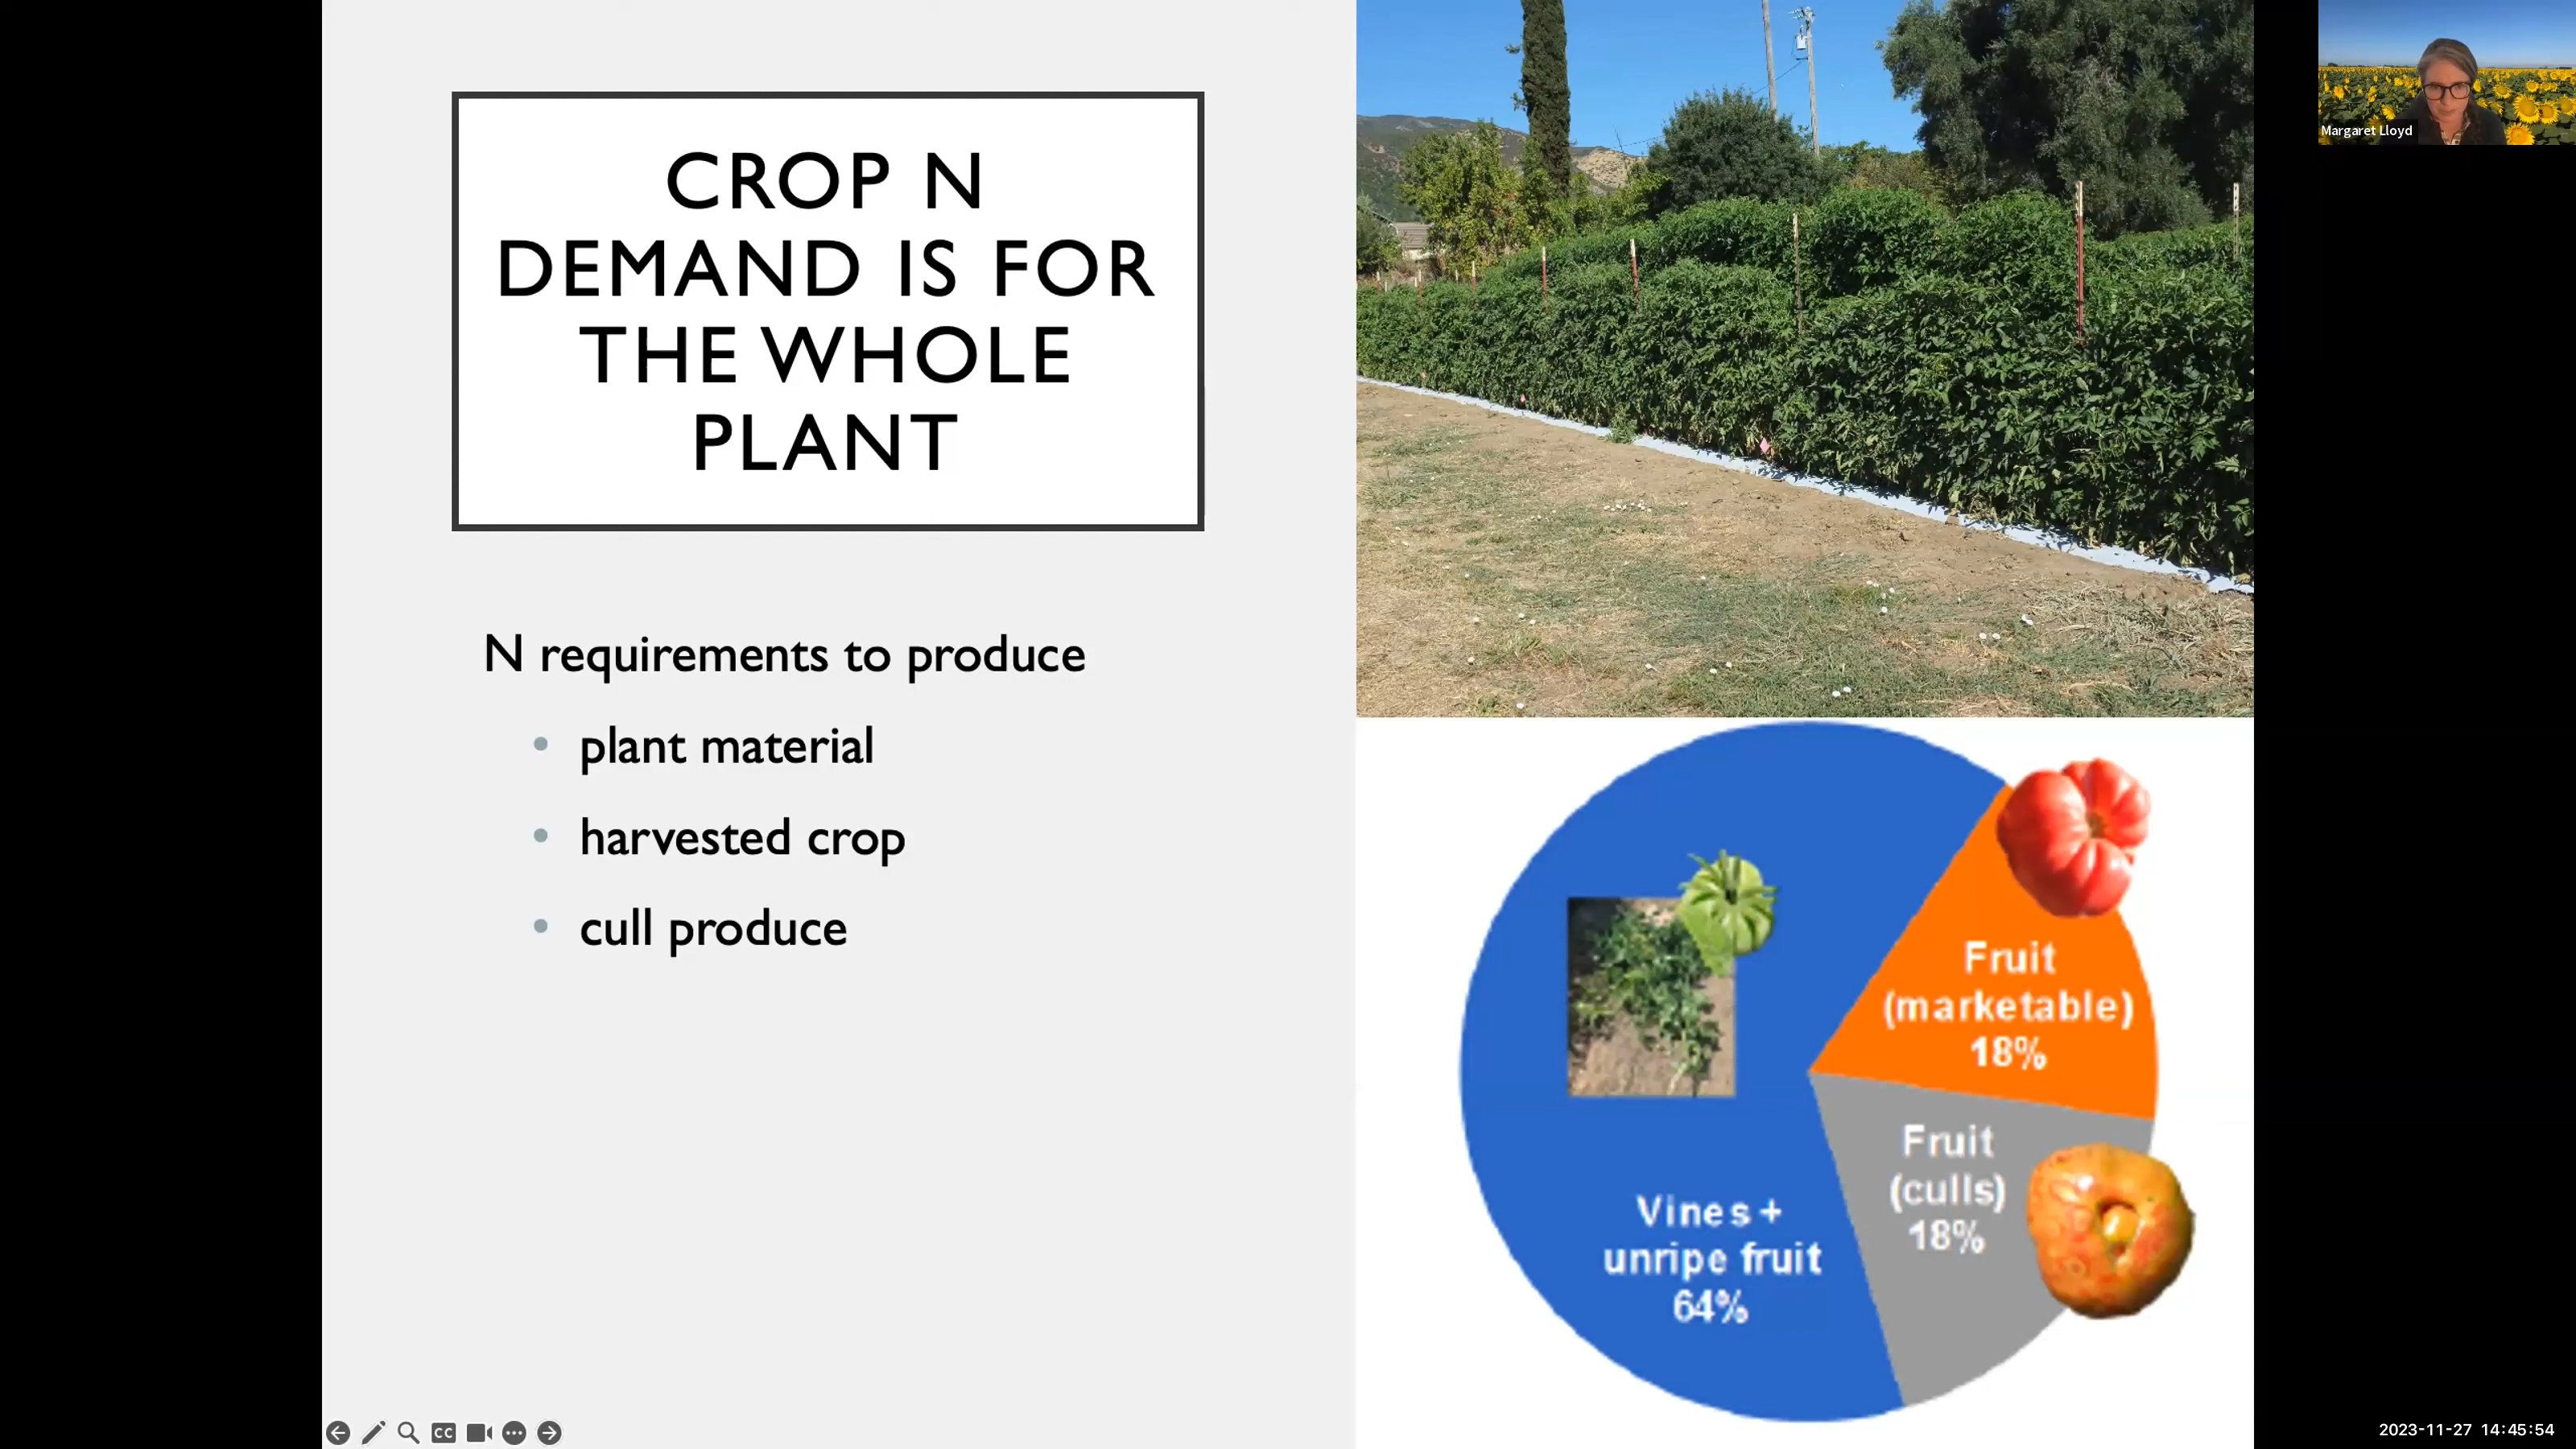 CROP N
DEMAND IS FOR
THE WHOLE
PLANT
N requirements to produce
• plant material
• harvested crop
• cull produce
Fruit
(marketable)
18%
Fruit
(culls)
18%
Vines +
unripe fruit
64%
Margaret Lloyd
CC
2023-11-27 14:45:54